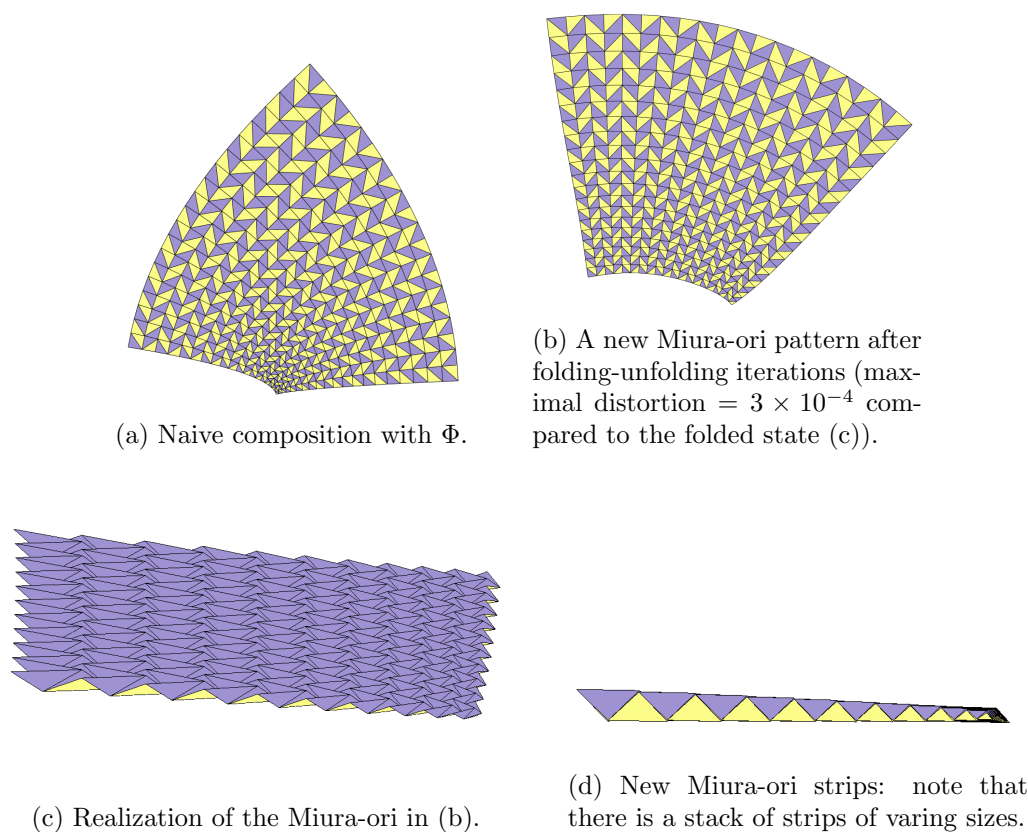 (a) Naive composition with Φ.
(b) A new Miura-ori pattern after
folding-unfolding iterations (max-
imal distortion = 3 × 10⁻⁴ com-
pared to the folded state (c)).
(c) Realization of the Miura-ori in (b).
(d) New Miura-ori strips: note that
there is a stack of strips of varing sizes.